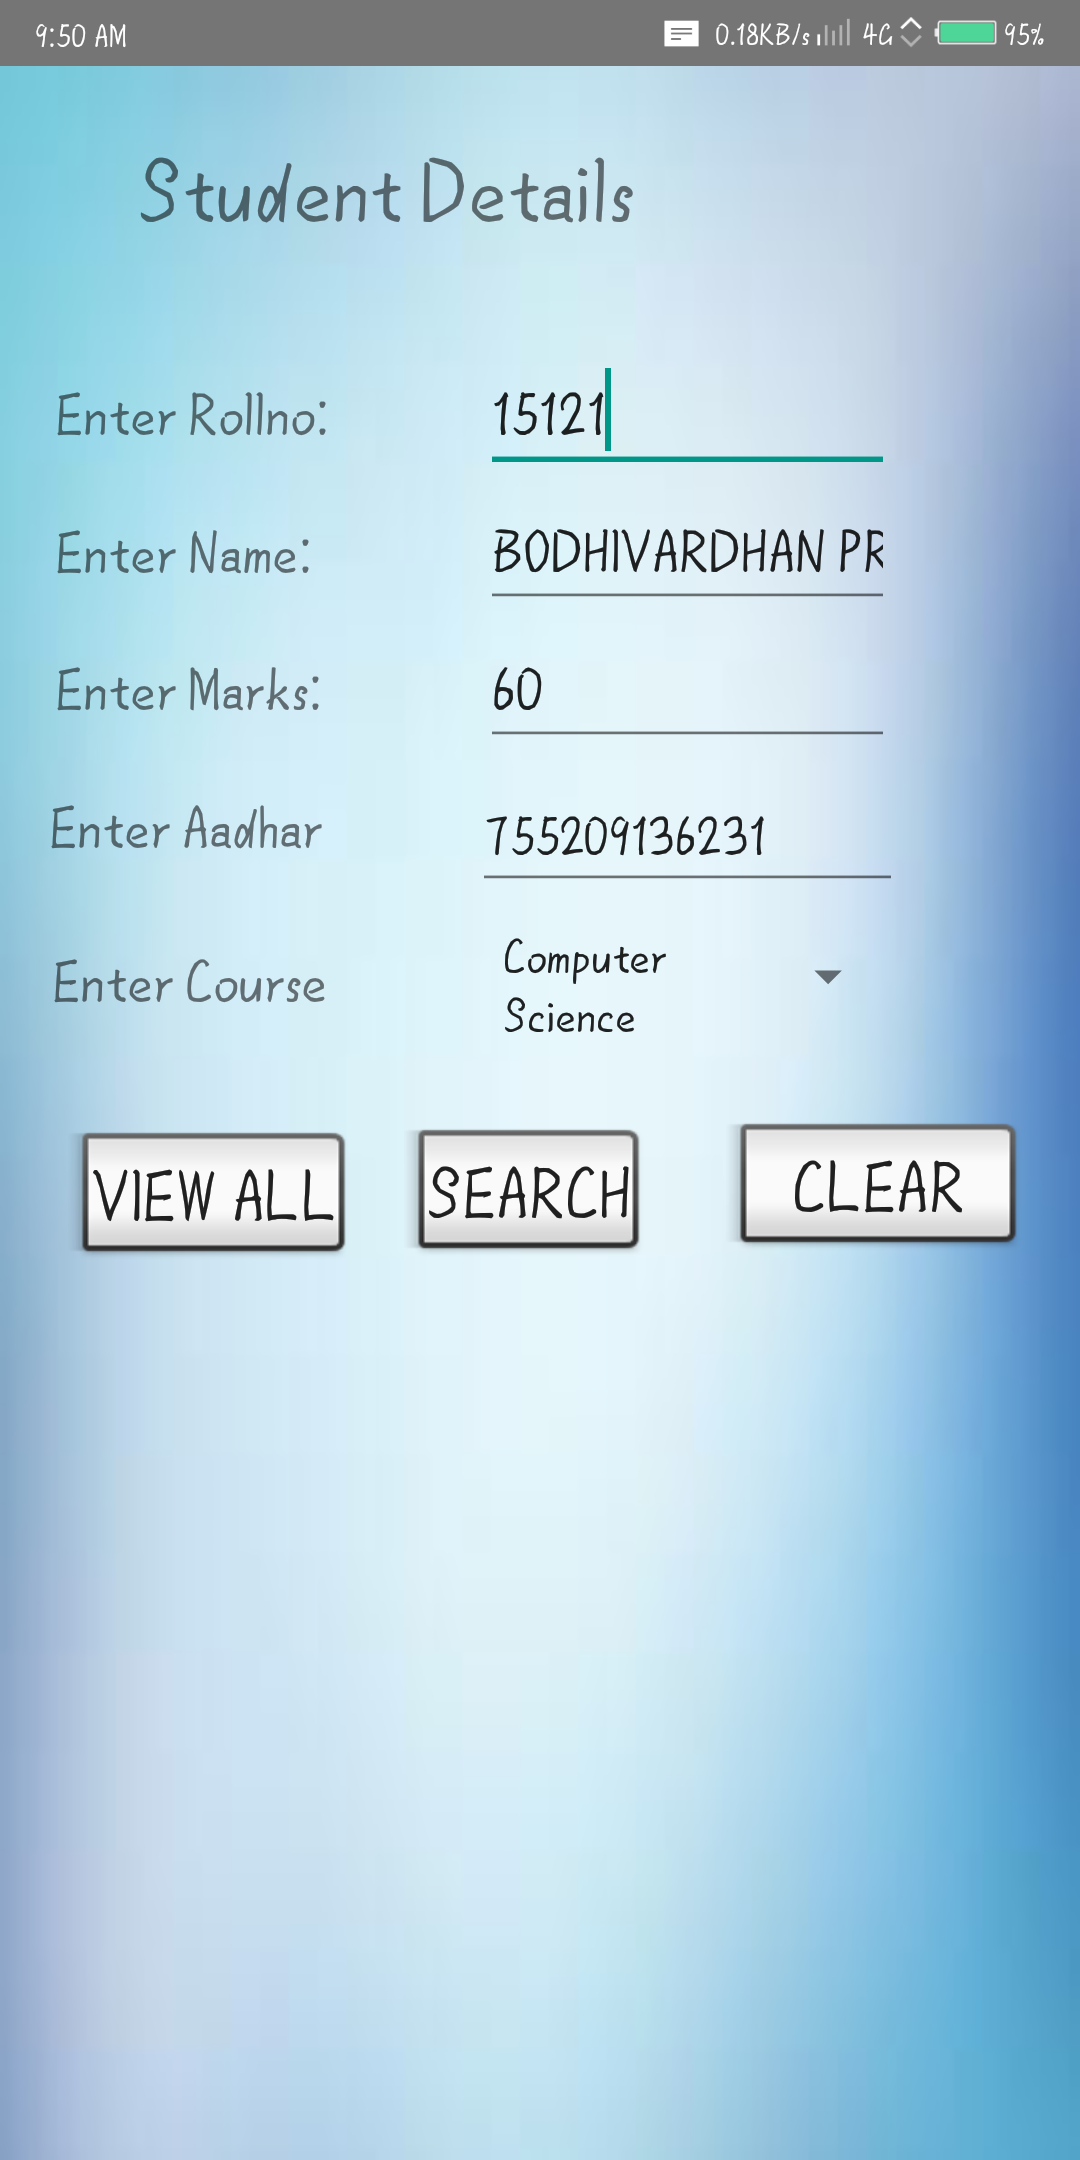 9:50 AM 0.18KB/s 4G 95%
Student Details
Enter Rollno: 15121
Enter Name: BODHIVARDHAN PR
Enter Marks: 60
Enter Aadhar 755209136231
Enter Course Computer Science
VIEW ALL SEARCH CLEAR